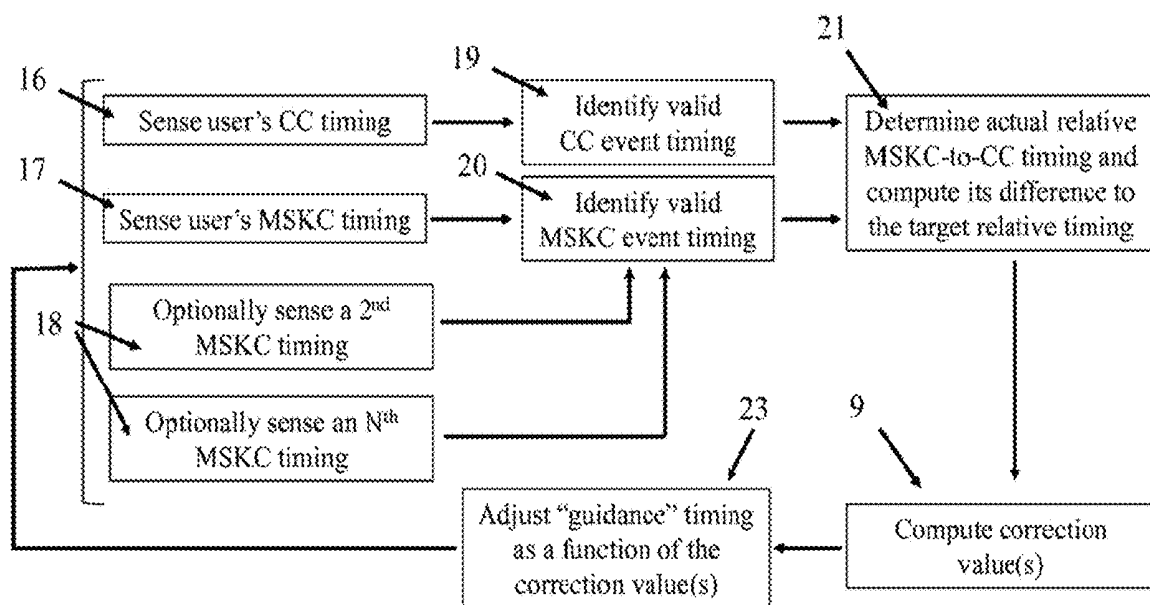 16
Sense user's CC timing
19
Identify valid
CC event timing
21
Determine actual relative
MSKC-to-CC timing and
compute its difference to
the target relative timing
17
Sense user's MSKC timing
20
Identify valid
MSKC event timing
18
Optionally sense a 2nd
MSKC timing
Optionally sense an Nth
MSKC timing
23
Adjust “guidance” timing
as a function of the
correction value(s)
9
Compute correction
value(s)